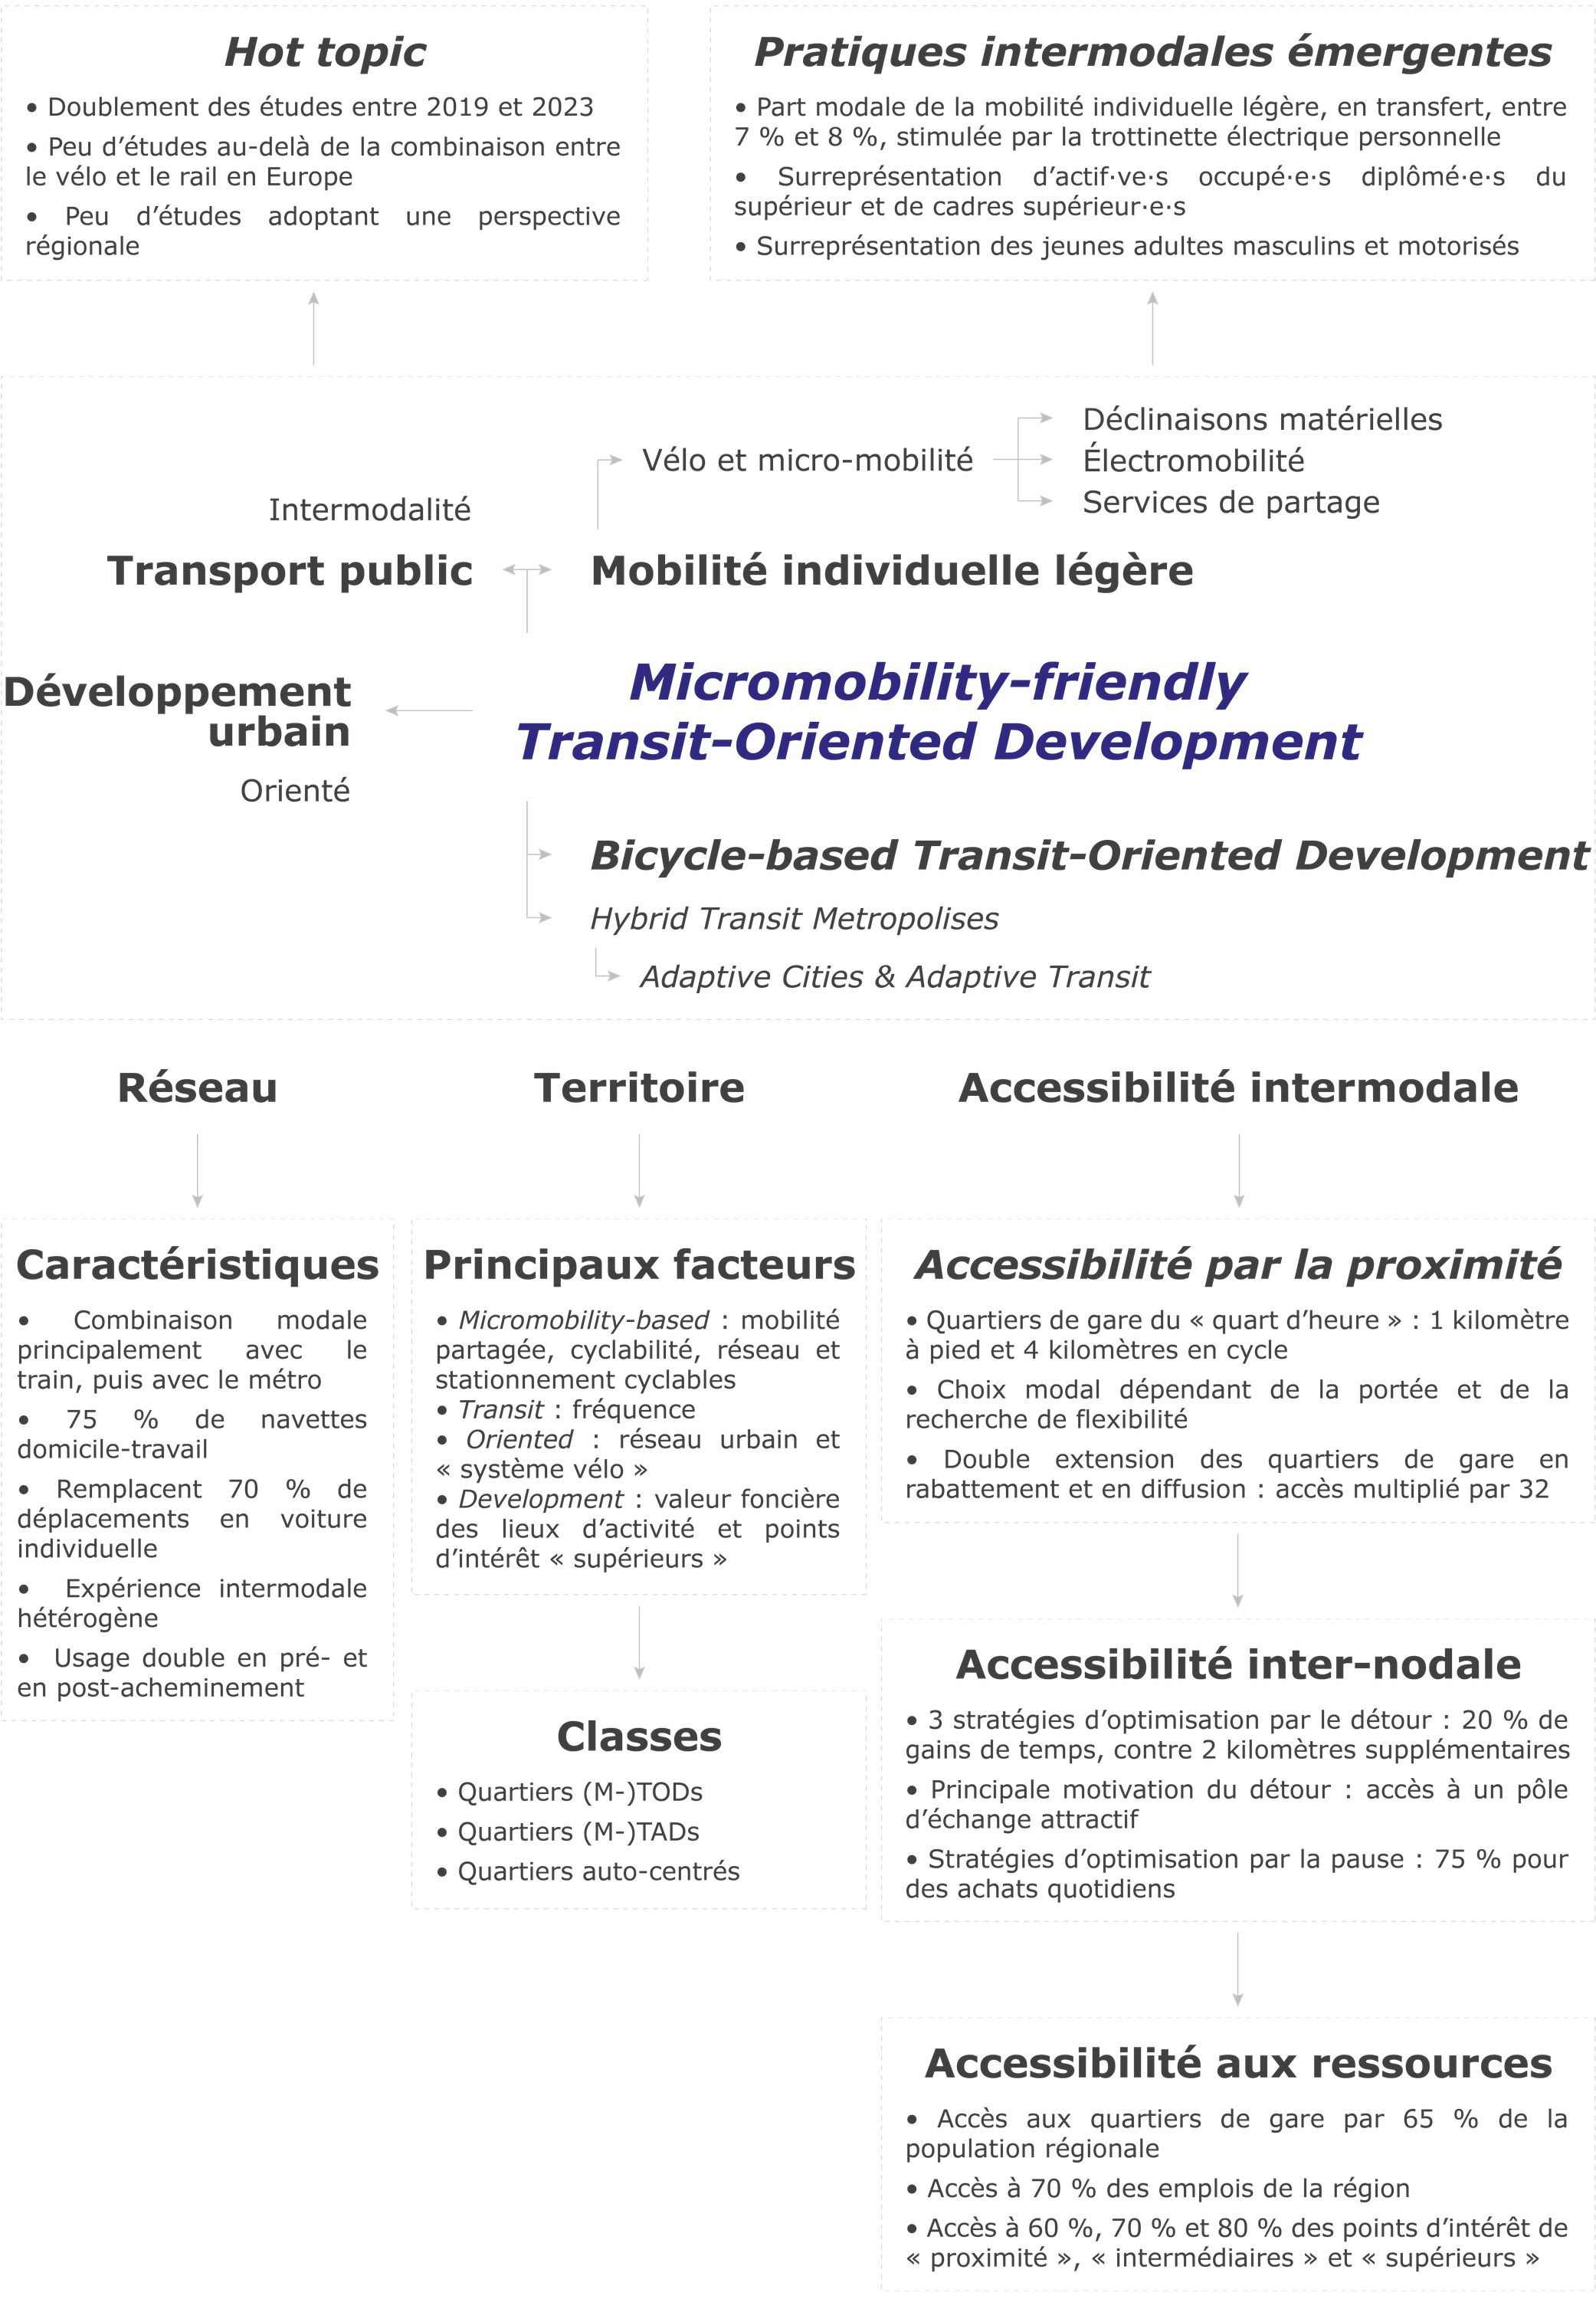 Hot topic
• Doublement des études entre 2019 et 2023
• Peu d’études au-delà de la combinaison entre
le vélo et le rail en Europe
• Peu d’études adoptant une perspective
régionale
Pratiques intermodales émergentes
• Part modale de la mobilité individuelle légère, en transfert, entre
7 % et 8 %, stimulée par la trottinette électrique personnelle
• Surreprésentation d’actif·ve·s occupé·e·s diplômé·e·s du
supérieur et de cadres supérieur·e·s
• Surreprésentation des jeunes adultes masculins et motorisés
Déclinaisons matérielles
Vélo et micro-mobilité
Électromobilité
Services de partage
Intermodalité
Transport public
Mobilité individuelle légère
Développement
urbain
Orienté
Micromobility-friendly
Transit-Oriented Development
Bicycle-based Transit-Oriented Development
Hybrid Transit Metropolises
Adaptive Cities & Adaptive Transit
Réseau
Territoire
Accessibilité intermodale
Caractéristiques
• Combinaison modale
principalement avec le
train, puis avec le métro
• 75 % de navettes
domicile-travail
• Remplacent 70 % de
déplacements en voiture
individuelle
• Expérience intermodale
hétérogène
• Usage double en pré- et
en post-acheminement
Principaux facteurs
• Micromobility-based : mobilité
partagée, cyclabilité, réseau et
stationnement cyclables
• Transit : fréquence
• Oriented : réseau urbain et
« système vélo »
• Development : valeur foncière
des lieux d’activité et points
d’intérêt « supérieurs »
Classes
• Quartiers (M-)TODs
• Quartiers (M-)TADs
• Quartiers auto-centrés
Accessibilité par la proximité
• Quartiers de gare du « quart d’heure » : 1 kilomètre
à pied et 4 kilomètres en cycle
• Choix modal dépendant de la portée et de la
recherche de flexibilité
• Double extension des quartiers de gare en
rabattement et en diffusion : accès multiplié par 32
Accessibilité inter-nodale
• 3 stratégies d’optimisation par le détour : 20 % de
gains de temps, contre 2 kilomètres supplémentaires
• Principale motivation du détour : accès à un pôle
d’échange attractif
• Stratégies d’optimisation par la pause : 75 % pour
des achats quotidiens
Accessibilité aux ressources
• Accès aux quartiers de gare par 65 % de la
population régionale
• Accès à 70 % des emplois de la région
• Accès à 60 %, 70 % et 80 % des points d’intérêt de
« proximité », « intermédiaires » et « supérieurs »